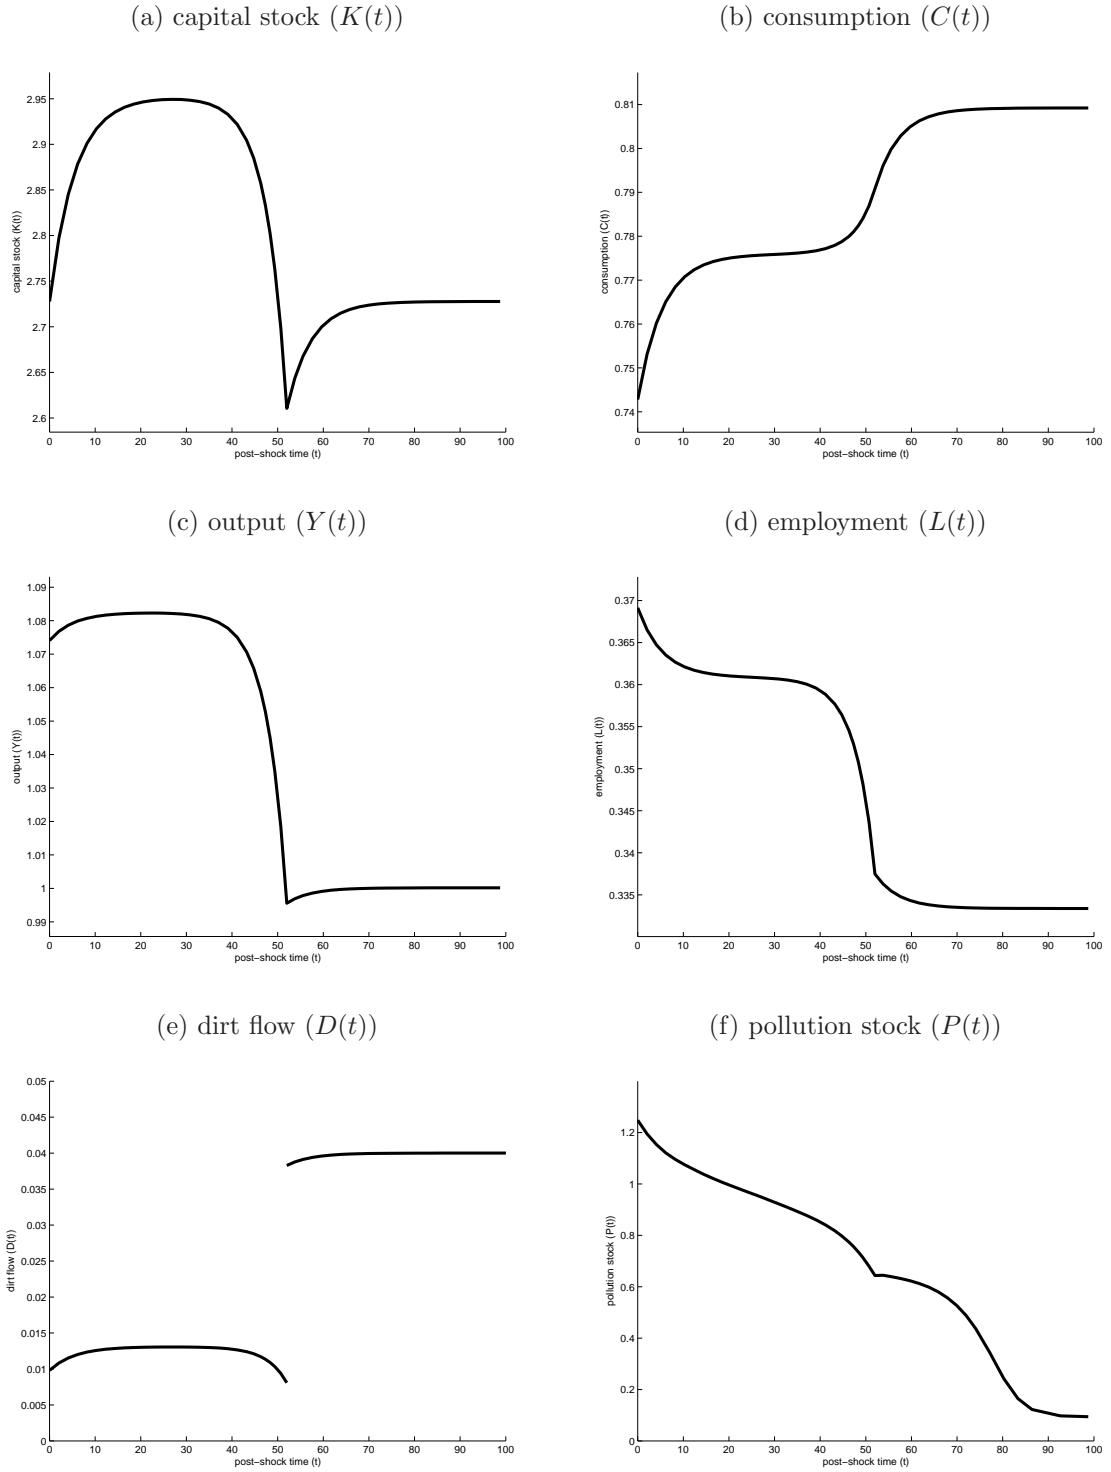 (a) capital stock (K(t))
2.95
2.9
2.85
2.8
2.75
2.7
2.65
2.6
capital stock (K(t))
0 10 20 30 40 50 60 70 80 90 100
post−shock time (t)
(b) consumption (C(t))
0.81
0.8
0.79
0.78
0.77
0.76
0.75
0.74
consumption (C(t))
0 10 20 30 40 50 60 70 80 90 100
post−shock time (t)
(c) output (Y(t))
1.09
1.08
1.07
1.06
1.05
1.04
1.03
1.02
1.01
1
0.99
output (Y(t))
0 10 20 30 40 50 60 70 80 90 100
post−shock time (t)
(d) employment (L(t))
0.37
0.365
0.36
0.355
0.35
0.345
0.34
0.335
employment (L(t))
0 10 20 30 40 50 60 70 80 90 100
post−shock time (t)
(e) dirt flow (D(t))
0.05
0.045
0.04
0.035
0.03
0.025
0.02
0.015
0.01
0.005
0
dirt flow (D(t))
0 10 20 30 40 50 60 70 80 90 100
post−shock time (t)
(f) pollution stock (P(t))
1.2
1
0.8
0.6
0.4
0.2
0
pollution stock (P(t))
0 10 20 30 40 50 60 70 80 90 100
post−shock time (t)